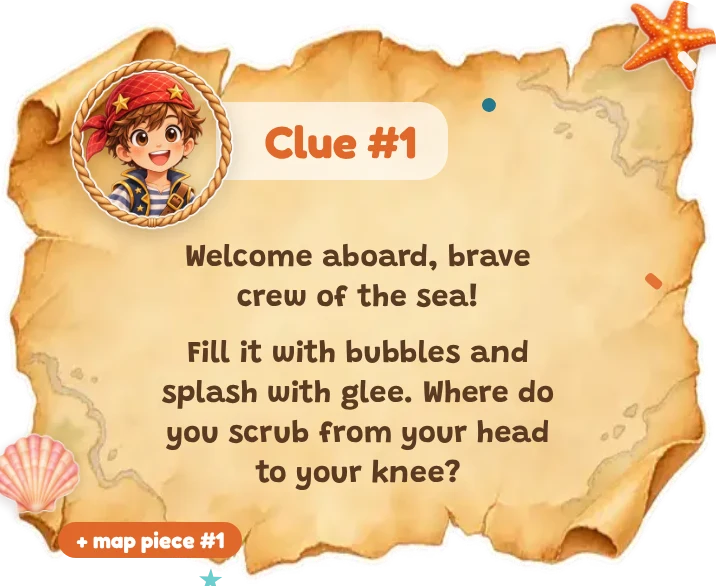 Clue #1
Welcome aboard, brave
crew of the sea!
Fill it with bubbles and
splash with glee. Where do
you scrub from your head
to your knee?
+ map piece #1